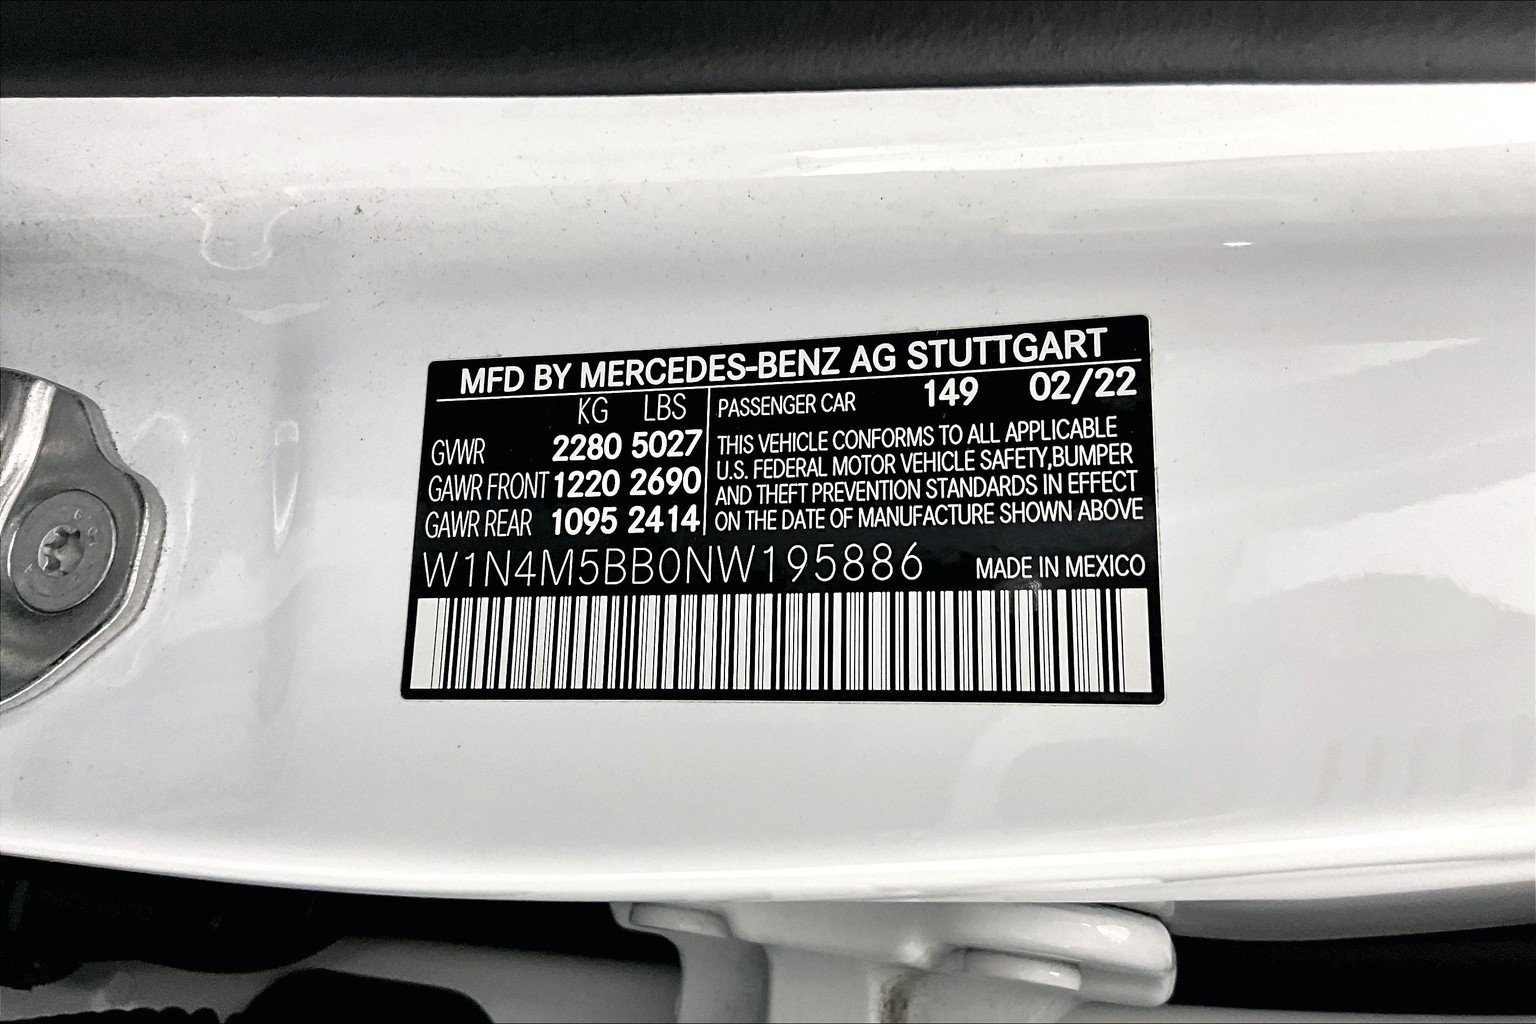 MFD BY MERCEDES-BENZ AG STUTTGART
KG LBS
GVWR 2280 5027
GAWR FRONT 1220 2690
GAWR REAR 1095 2414
PASSENGER CAR 149 02/22
THIS VEHICLE CONFORMS TO ALL APPLICABLE
U.S. FEDERAL MOTOR VEHICLE SAFETY,BUMPER
AND THEFT PREVENTION STANDARDS IN EFFECT
ON THE DATE OF MANUFACTURE SHOWN ABOVE
W1N4M5BB0NW195886 MADE IN MEXICO